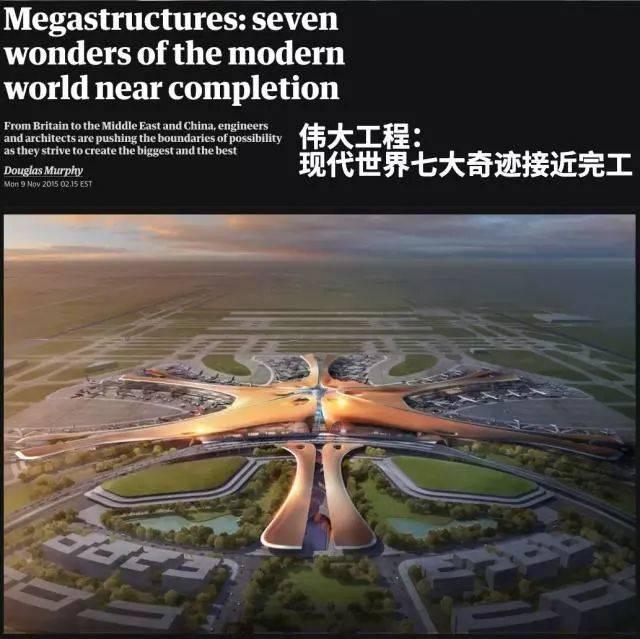 Megastructures: seven
wonders of the modern
world near completion
From Britain to the Middle East and China, engineers
and architects are pushing the boundaries of possibility
as they strive to create the biggest and the best
Douglas Murphy
Mon 9 Nov 2015 02.15 EST
伟大工程：
现代世界七大奇迹接近完工